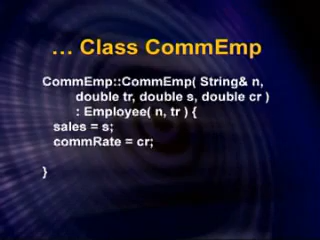 ... Class CommEmp
CommEmp::CommEmp( String& n,
double tr, double s, double cr )
: Employee( n, tr ) {
sales = s;
commRate = cr;
}